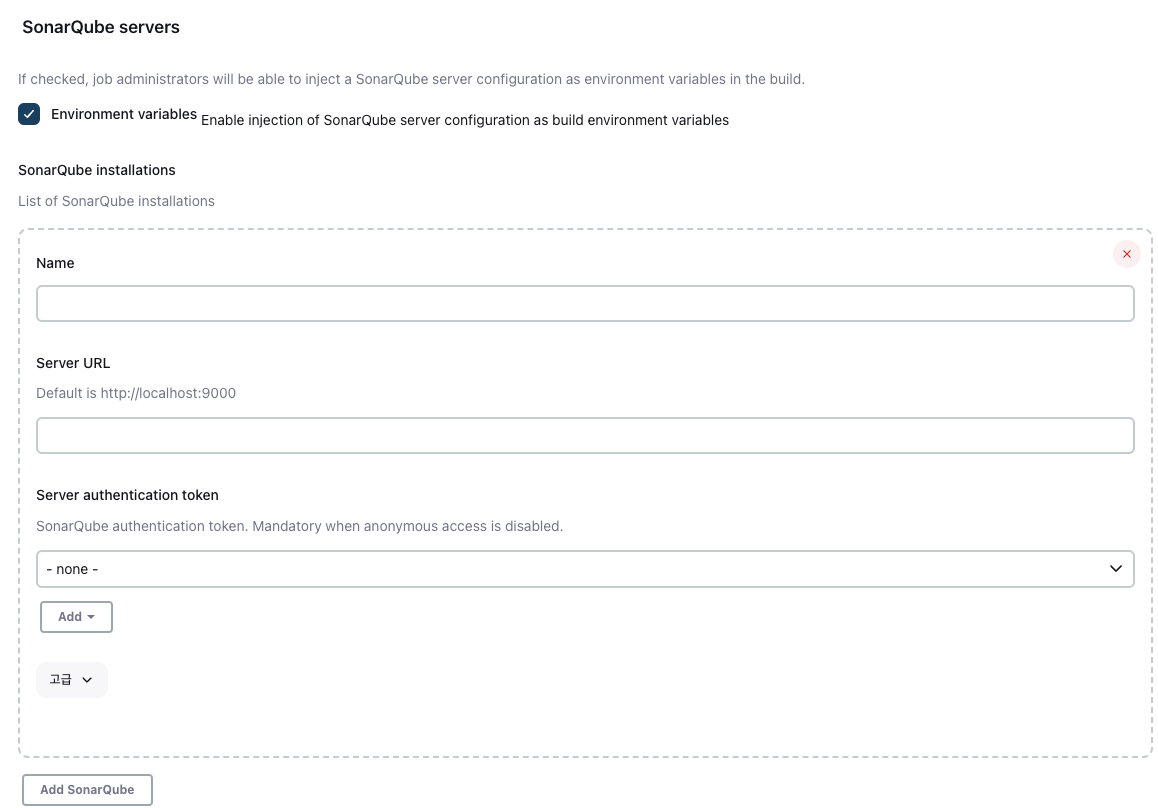 SonarQube servers
If checked, job administrators will be able to inject a SonarQube server configuration as environment variables in the build.
Environment variables Enable injection of SonarQube server configuration as build environment variables
SonarQube installations
List of SonarQube installations
Name
Server URL
Default is http://localhost:9000
Server authentication token
SonarQube authentication token. Mandatory when anonymous access is disabled.
- none -
Add
고급
Add SonarQube